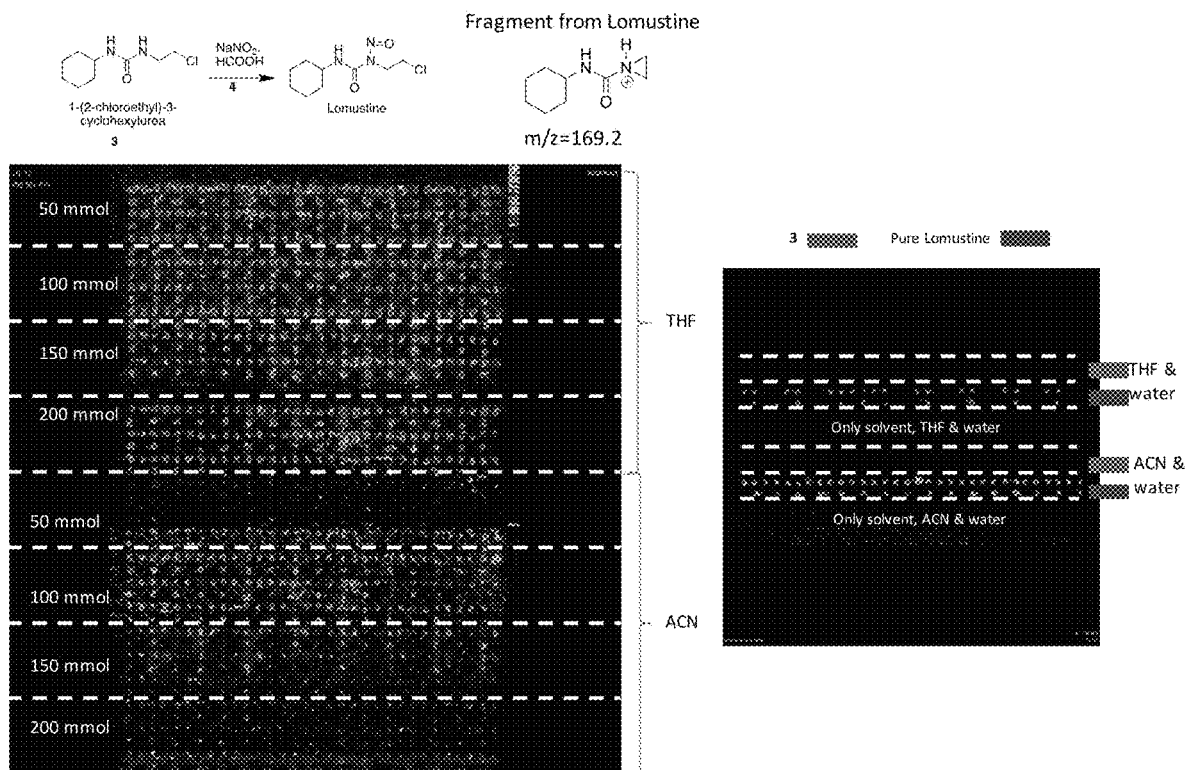 Fragment from Lomustine
NaNO₂
HCOOH
4
1-(2-chloroethyl)-3-
cyclohexylurea
3
Lomustine
m/z=169.2
50 mmol
100 mmol
150 mmol
200 mmol
THF
50 mmol
100 mmol
150 mmol
200 mmol
ACN
3 Pure Lomustine
THF &
water
Only solvent, THF & water
ACN &
water
Only solvent, ACN & water